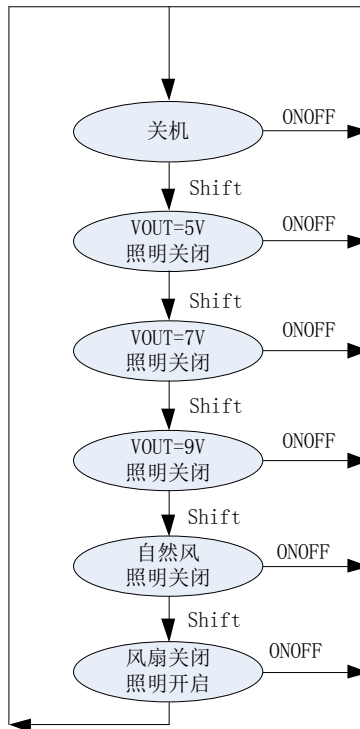 关机
ONOFF
Shift
VOUT=5V
照明关闭
ONOFF
Shift
VOUT=7V
照明关闭
ONOFF
Shift
VOUT=9V
照明关闭
ONOFF
Shift
自然风
照明关闭
ONOFF
Shift
风扇关闭
照明开启
ONOFF